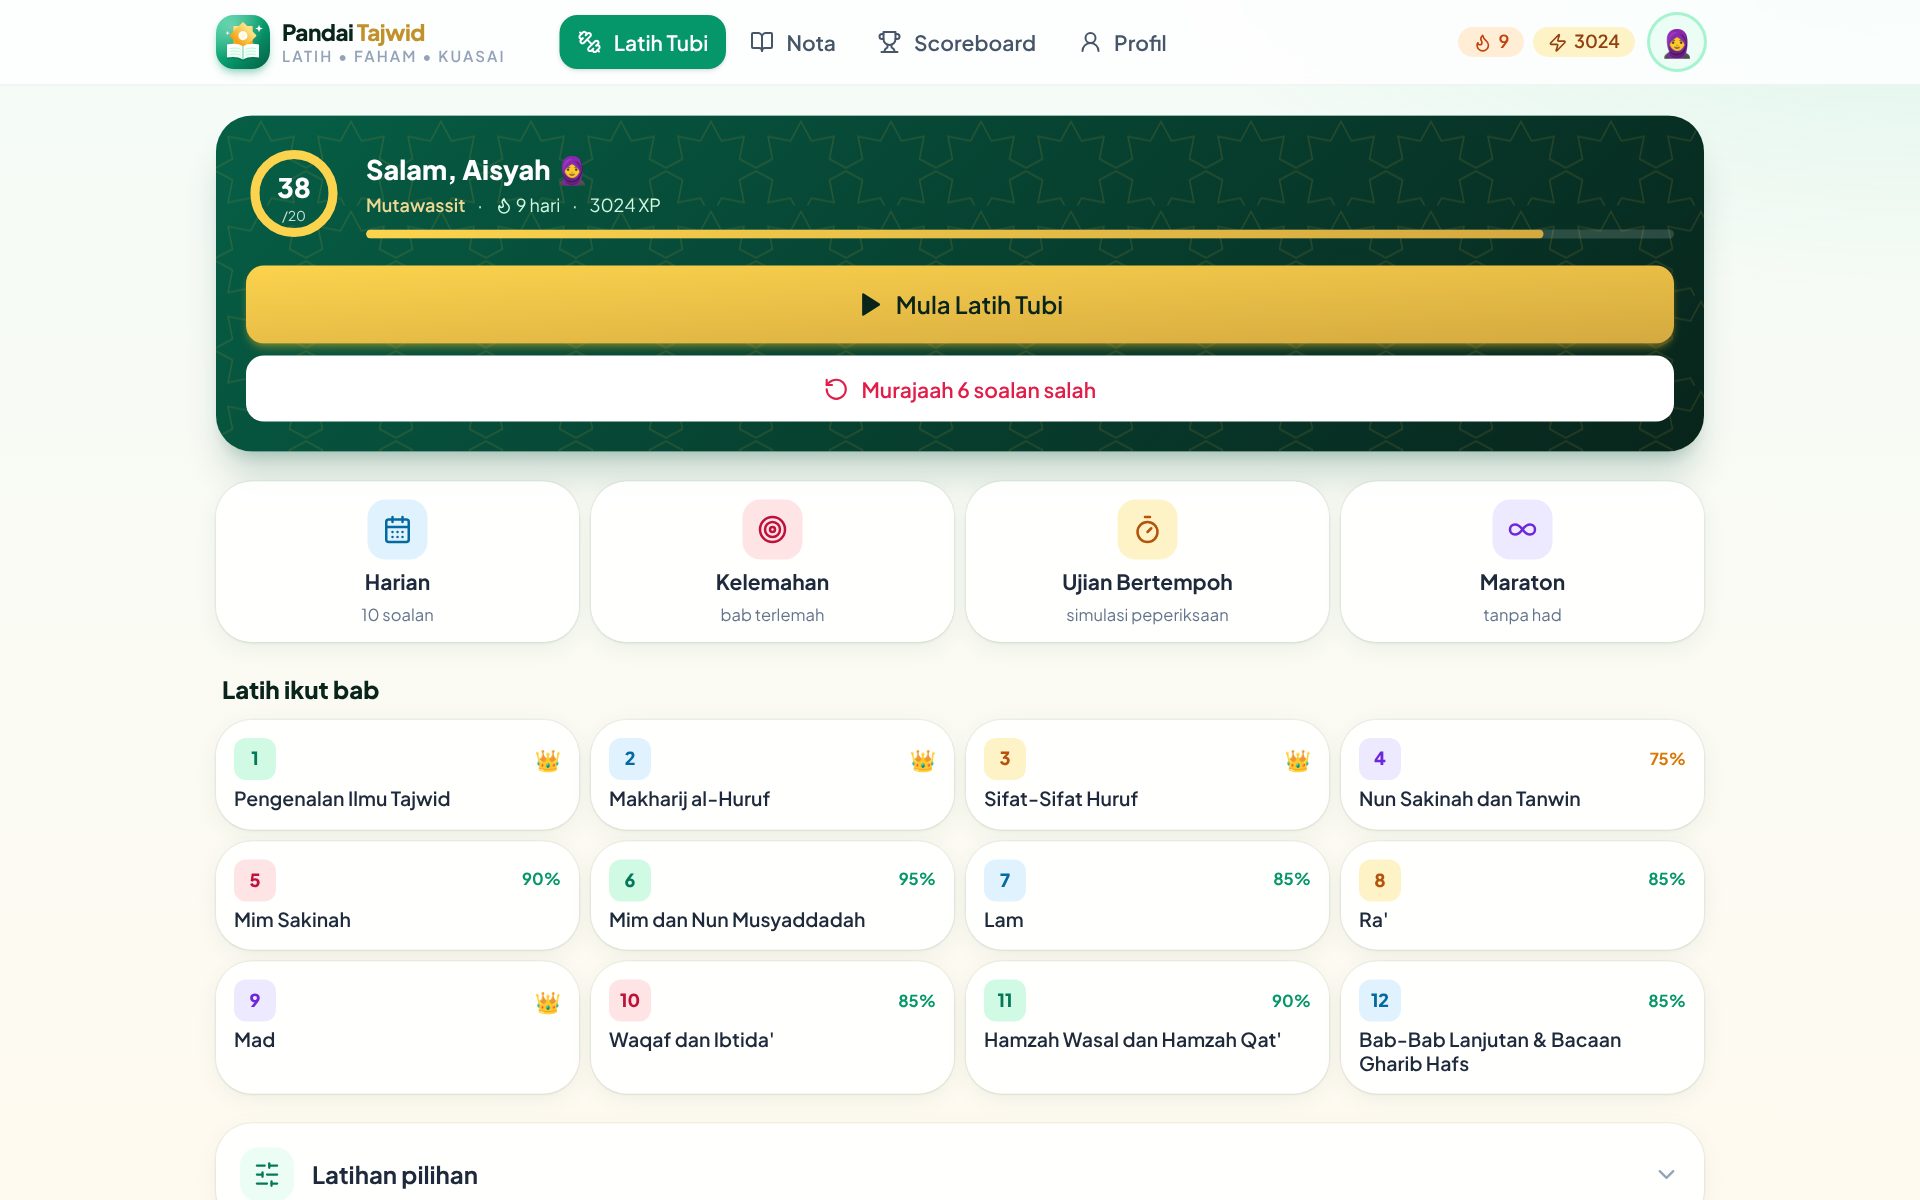 Pandai Tajwid
LATIH • FAHAM • KUASAI
Latih Tubi
Nota
Scoreboard
Profil
9
3024
38
/20
Salam, Aisyah
Mutawassit · 9 hari · 3024 XP
Mula Latih Tubi
Murajaah 6 soalan salah
Harian
10 soalan
Kelemahan
bab terlemah
Ujian Bertempoh
simulasi peperiksaan
Maraton
tanpa had
Latih ikut bab
1
Pengenalan Ilmu Tajwid
2
Makharij al-Huruf
3
Sifat-Sifat Huruf
4
75%
Nun Sakinah dan Tanwin
5
90%
Mim Sakinah
6
95%
Mim dan Nun Musyaddadah
7
85%
Lam
8
85%
Ra'
9
Mad
10
85%
Waqaf dan Ibtida'
11
90%
Hamzah Wasal dan Hamzah Qat'
12
85%
Bab-Bab Lanjutan & Bacaan
Gharib Hafs
Latihan pilihan